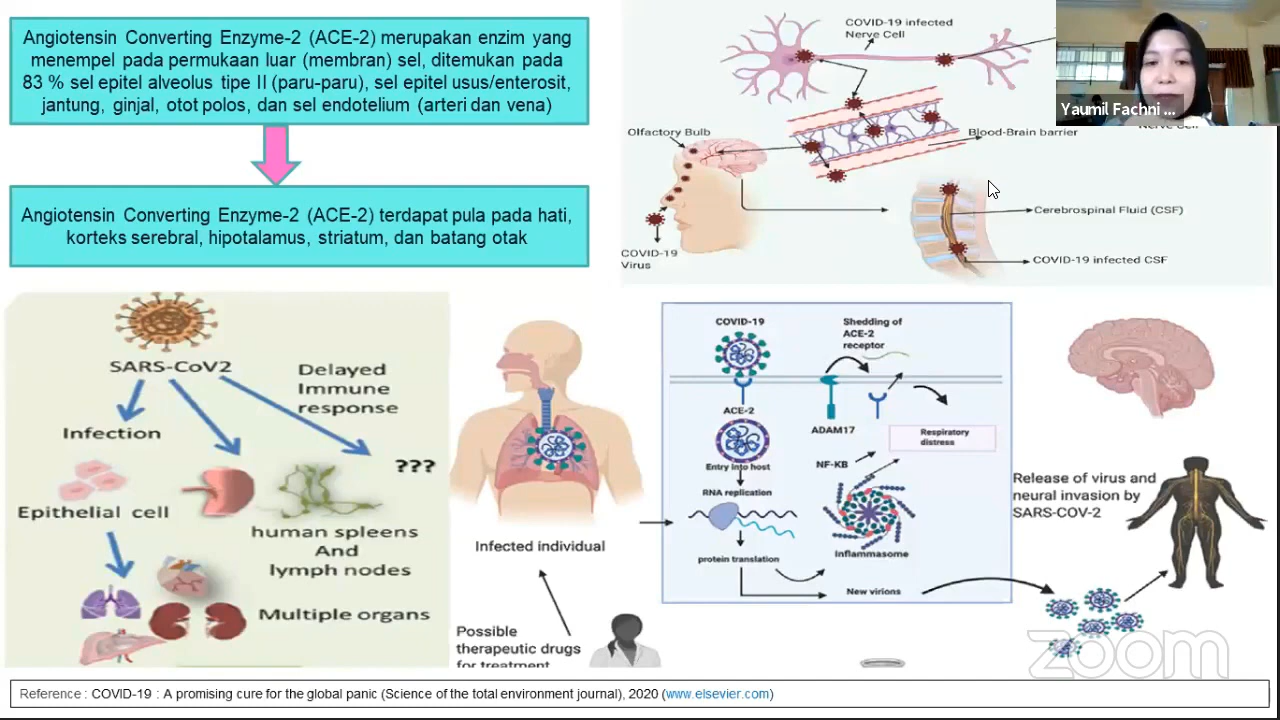 Angiotensin Converting Enzyme-2 (ACE-2) merupakan enzim yang
menempel pada permukaan luar (membran) sel, ditemukan pada
83 % sel epitel alveolus tipe II (paru-paru), sel epitel usus/enterosit,
jantung, ginjal, otot polos, dan sel endotelium (arteri dan vena)
Angiotensin Converting Enzyme-2 (ACE-2) terdapat pula pada hati,
korteks serebral, hipotalamus, striatum, dan batang otak
COVID-19 infected
Nerve Cell
Yaumil Fachni ...
Nerve Cell
Olfactory Bulb
Blood-Brain barrier
Cerebrospinal Fluid (CSF)
COVID-19
Virus
COVID-19 infected CSF
SARS-CoV2
Delayed
Immune
response
Infection
???
Epithelial cell
human spleens
And
lymph nodes
Multiple organs
Infected individual
Possible
therapeutic drugs
for treatment
COVID-19
Shedding of
ACE-2
receptor
ACE-2
ADAM17
Respiratory
distress
Entry into host
NF-KB
RNA replication
Inflammasome
protein translation
New virions
Release of virus and
neural invasion by
SARS-COV-2
zoom
Reference : COVID-19 : A promising cure for the global panic (Science of the total environment journal), 2020 (www.elsevier.com)